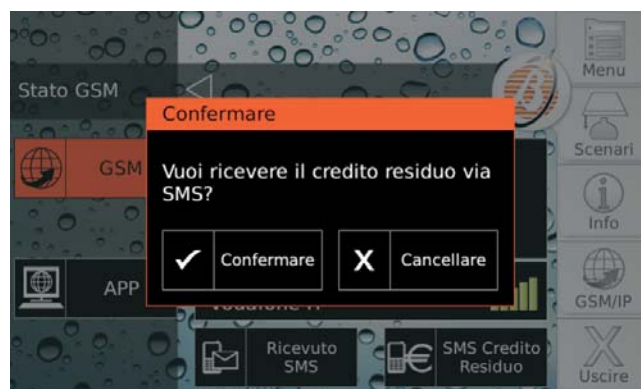 Stato GSM
Menu
Confermare
Scenari
GSM
Vuoi ricevere il credito residuo via
SMS?
Info
Confermare
X Cancellare
APP
GSM/IP
Ricevuto
SMS
SMS Credito
Residuo
Uscire